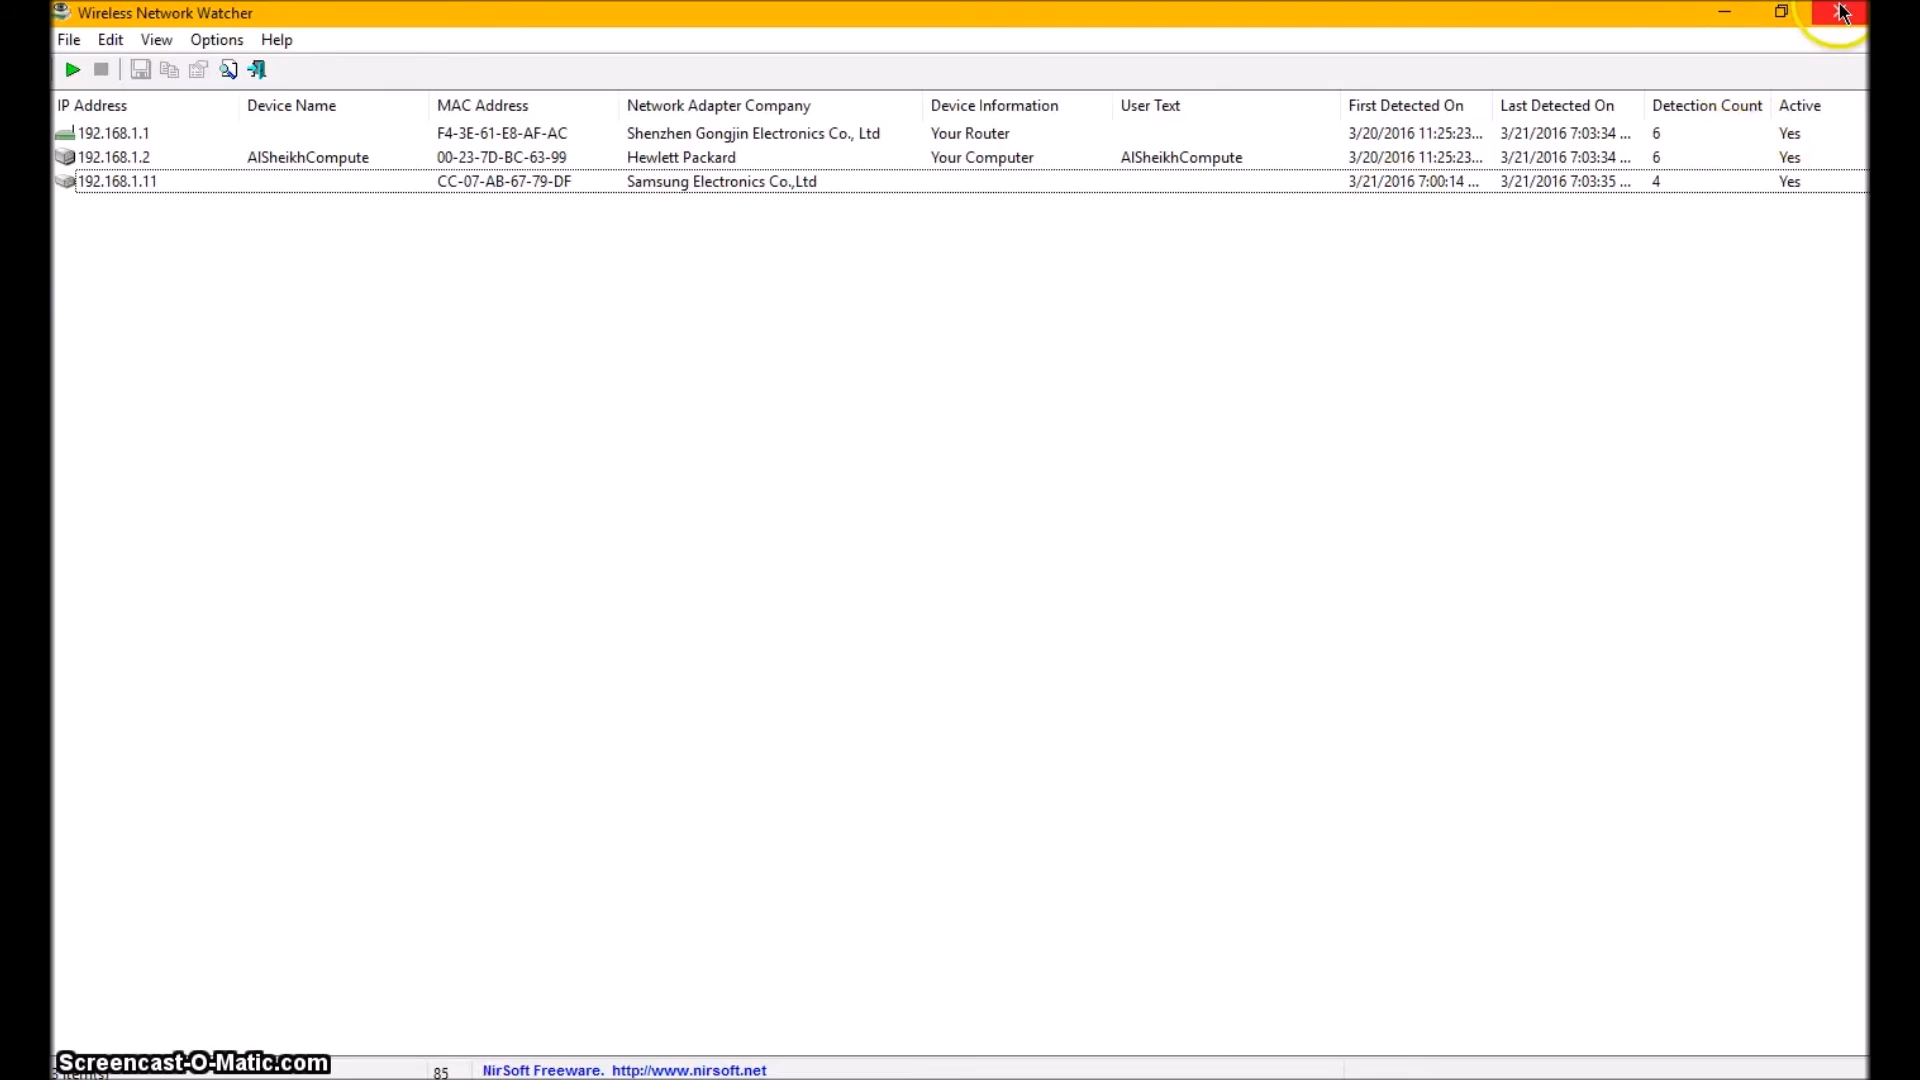 Wireless Network Watcher
File Edit View Options Help
IP Address Device Name MAC Address Network Adapter Company Device Information User Text First Detected On Last Detected On Detection Count Active
192.168.1.1 F4-3E-61-E8-AF-AC Shenzhen Gongjin Electronics Co., Ltd Your Router 3/20/2016 11:25:23... 3/21/2016 7:03:34 ... 6 Yes
192.168.1.2 AlSheikhCompute 00-23-7D-BC-63-99 Hewlett Packard Your Computer AlSheikhCompute 3/20/2016 11:25:23... 3/21/2016 7:03:34 ... 6 Yes
192.168.1.11 CC-07-AB-67-79-DF Samsung Electronics Co.,Ltd 3/21/2016 7:00:14 ... 3/21/2016 7:03:35 ... 4 Yes
Screencast-O-Matic.com
85 NirSoft Freeware. http://www.nirsoft.net